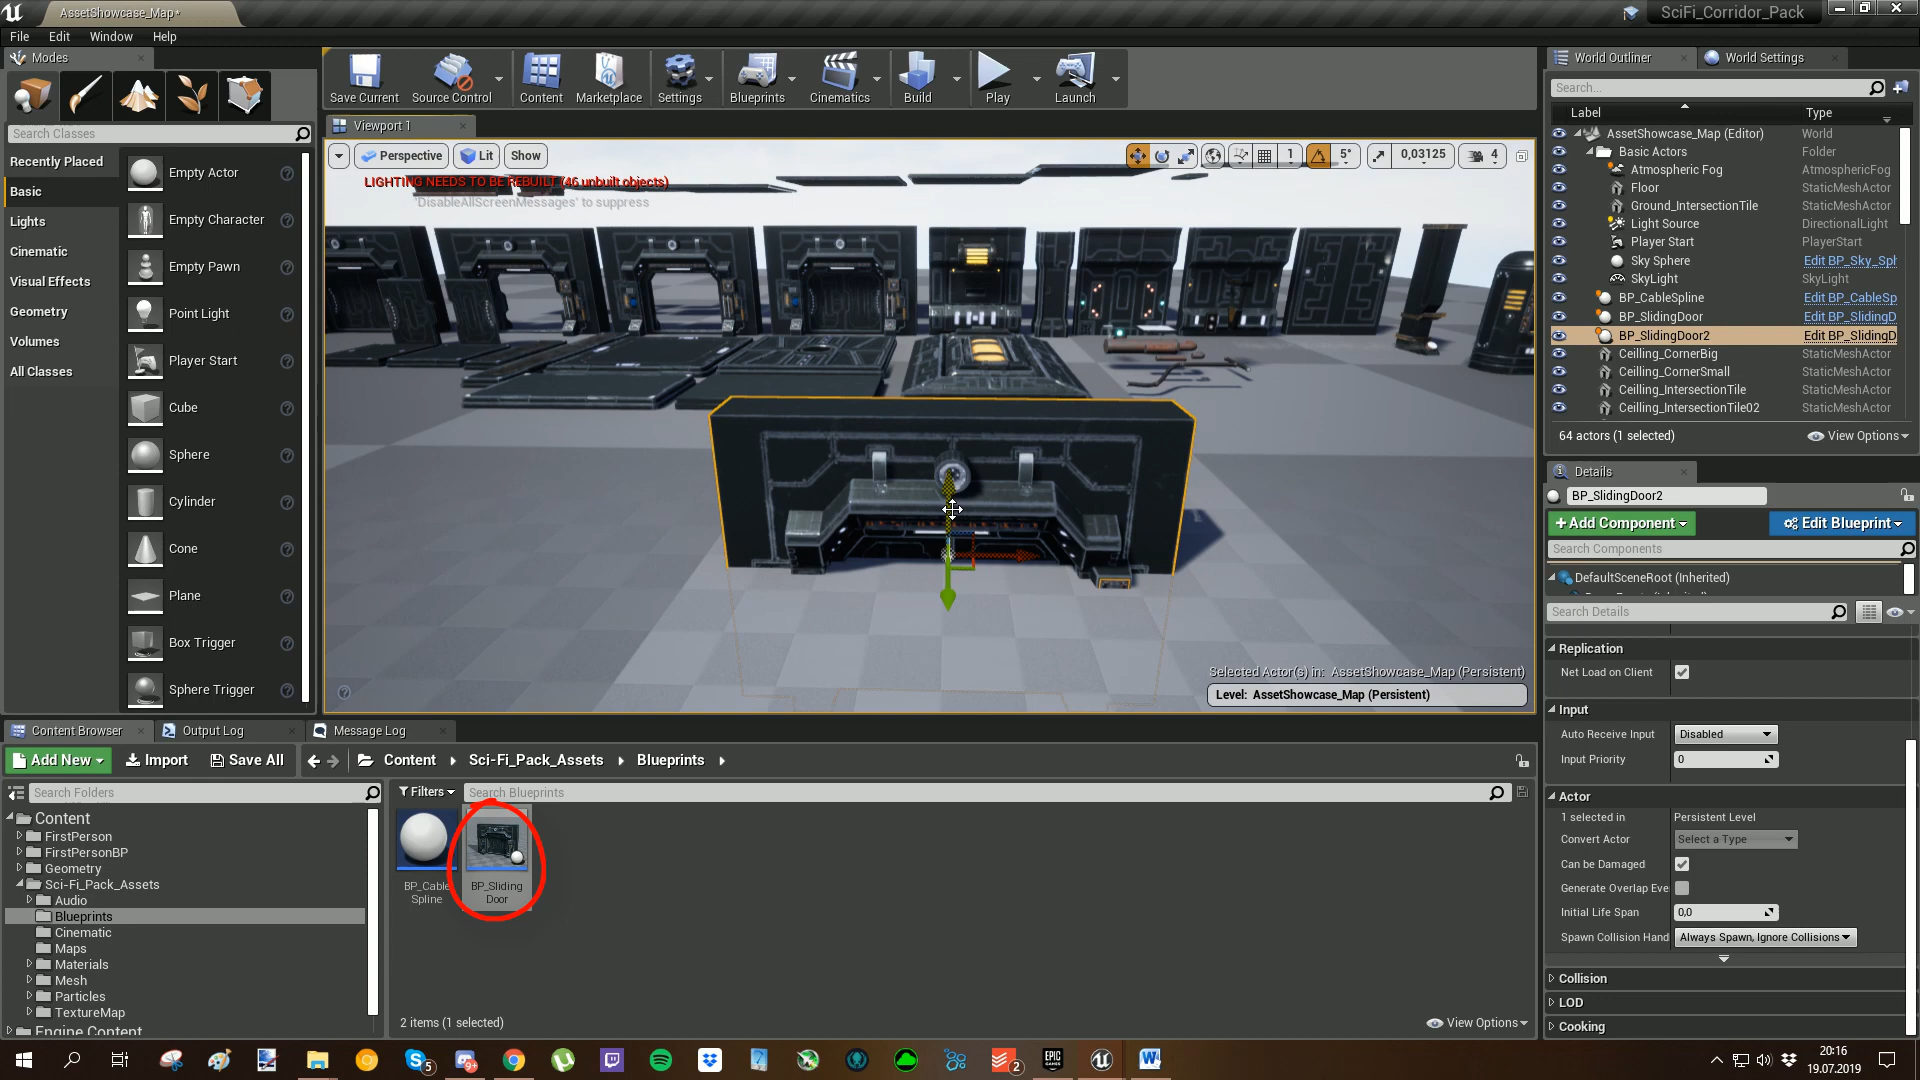 AssetShowcase_Map*
SciFi_Corridor_Pack
File Edit Window Help
Modes
Search Classes
Recently Placed
Basic
Lights
Cinematic
Visual Effects
Geometry
Volumes
All Classes
Empty Actor
Empty Character
Empty Pawn
Point Light
Player Start
Cube
Sphere
Cylinder
Cone
Plane
Box Trigger
Sphere Trigger
Save Current Source Control Content Marketplace Settings Blueprints Cinematics Build Play Launch
Viewport 1
Perspective Lit Show
1 5° 0,03125 4
LIGHTING NEEDS TO BE REBUILT (46 unbuilt objects)
'DisableAllScreenMessages' to suppress
Selected Actor(s) in: AssetShowcase_Map (Persistent)
Level: AssetShowcase_Map (Persistent)
World Outliner World Settings
Search...
Label Type
AssetShowcase_Map (Editor) World
Basic Actors Folder
Atmospheric Fog AtmosphericFog
Floor StaticMeshActor
Ground_IntersectionTile StaticMeshActor
Light Source DirectionalLight
Player Start PlayerStart
Sky Sphere Edit BP_Sky_Sph
SkyLight SkyLight
BP_CableSpline Edit BP_CableSp
BP_SlidingDoor Edit BP_SlidingD
BP_SlidingDoor2 Edit BP_SlidingD
Ceilling_CornerBig StaticMeshActor
Ceilling_CornerSmall StaticMeshActor
Ceilling_IntersectionTile StaticMeshActor
Ceilling_IntersectionTile02 StaticMeshActor
64 actors (1 selected) View Options
Details
BP_SlidingDoor2
+Add Component Edit Blueprint
Search Components
DefaultSceneRoot (Inherited)
Search Details
Replication
Net Load on Client
Input
Auto Receive Input Disabled
Input Priority 0
Actor
1 selected in Persistent Level
Convert Actor Select a Type
Can be Damaged
Generate Overlap Eve
Initial Life Span 0,0
Spawn Collision Hand Always Spawn, Ignore Collisions
Collision
LOD
Cooking
Content Browser Output Log Message Log
Add New Import Save All Content Sci-Fi_Pack_Assets Blueprints
Search Folders
Filters Search Blueprints
Content
FirstPerson
FirstPersonBP
Geometry
Sci-Fi_Pack_Assets
Audio
Blueprints
Cinematic
Maps
Materials
Mesh
Particles
TextureMap
Engine Content
BP_Cable
Spline
BP_Sliding
Door
2 items (1 selected) View Options
5 9+ 2 EPIC GAMES
20:16
19.07.2019